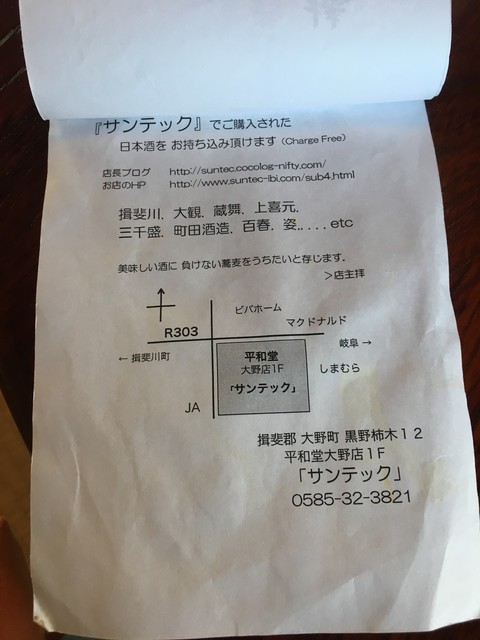 『サンテック』でご購入された
日本酒を お持ち込み頂けます (Charge Free)
店長ブログ http://suntec.cocolog-nifty.com/
お店のHP http://www.suntec-lbi.com/sub4.html
揖斐川．大観．蔵舞．上喜元．
三千盛．町田酒造．百春．姿．．．．etc
美味しい酒に 負けない蕎麦をうちたいと存じます．
＞店主拝
ビバホーム
マクドナルド
R303
岐阜 →
← 揖斐川町
平和堂
大野店1F
「サンテック」
しまむら
JA
揖斐郡 大野町 黒野柿木１２
平和堂大野店１F
「サンテック」
0585-32-3821